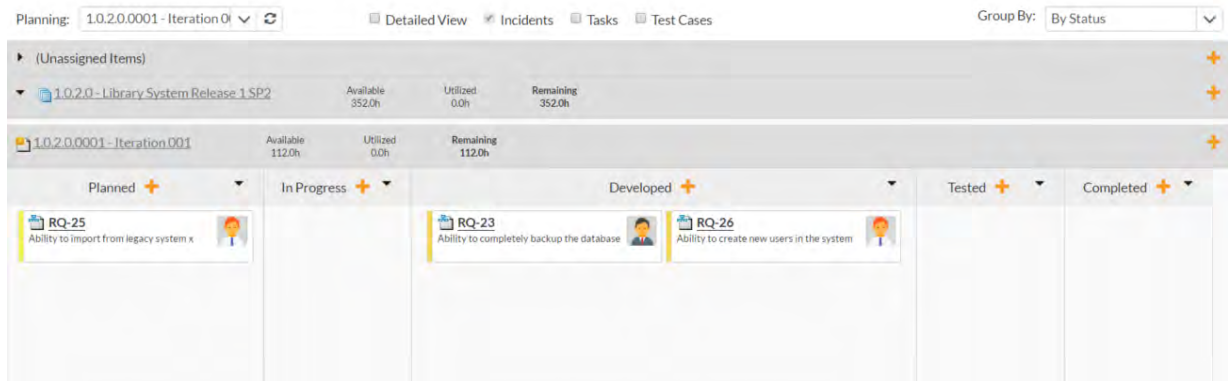 Planning: 1.0.2.0.0001 - Iteration 0 Detailed View Incidents Tasks Test Cases Group By: By Status
(Unassigned Items)
1.0.2.0 - Library System Release 1 SP2 Available Utilized Remaining
352.0h 0.0h 352.0h
1.0.2.0.0001 - Iteration 001 Available Utilized Remaining
112.0h 0.0h 112.0h
Planned In Progress Developed Tested Completed
RQ-25 RQ-23 RQ-26
Ability to import from legacy system x Ability to completely backup the database Ability to create new users in the system